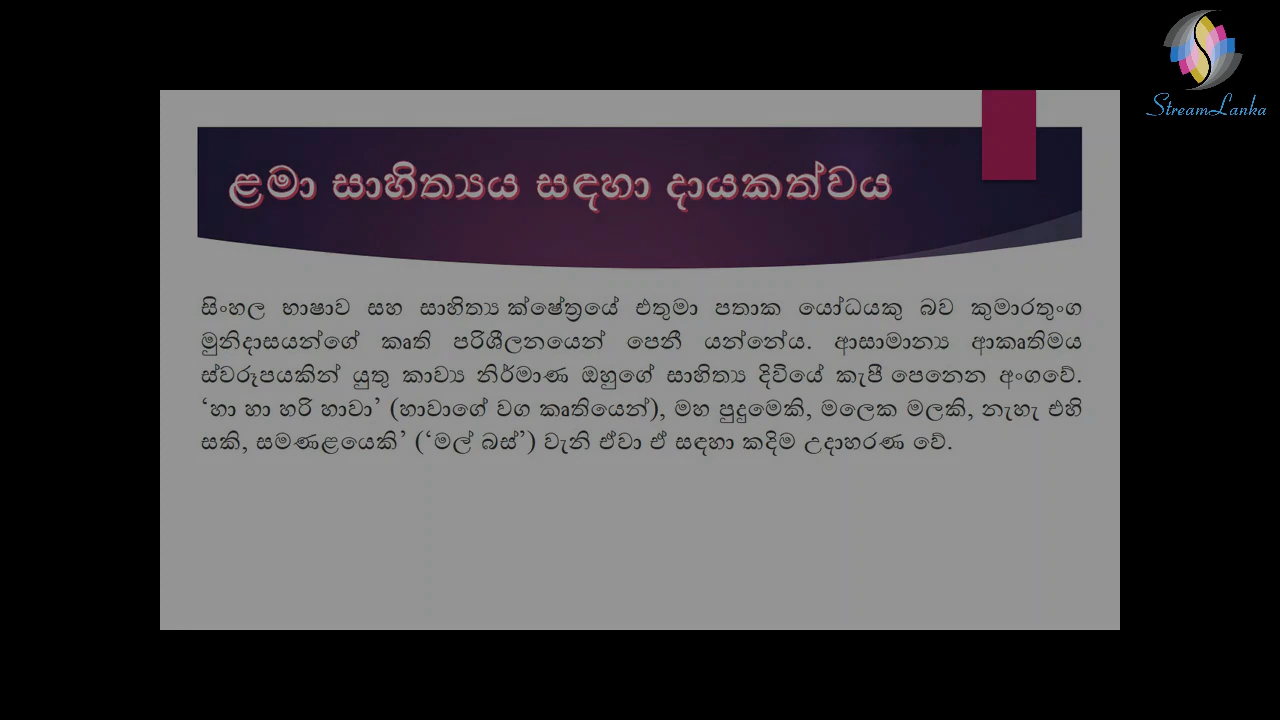 StreamLanka
ළමා සාහිත්‍යය සඳහා දායකත්වය
සිංහල භාෂාව සහ සාහිත්‍ය ක්ෂේත්‍රයේ එතුමා පතාක යෝධයකු බව කුමාරතුංග
මුනිදාසයන්ගේ කෘති පරිශීලනයෙන් පෙනී යන්නේය. ආසාමාන්‍ය ආකෘතිමය
ස්වරූපයකින් යුතු කාව්‍ය නිර්මාණ ඔහුගේ සාහිත්‍ය දිවියේ කැපී පෙනෙන අංගවේ.
‘හා හා හරි හාවා’ (හාවාගේ වග කෘතියෙන්), මහ පුදුමෙකි, මලෙක මලකි, නැහැ එහි
සකි, සමණළයෙකි’ (‘මල් බස්’) වැනි ඒවා ඒ සඳහා කදිම උදාහරණ වේ.